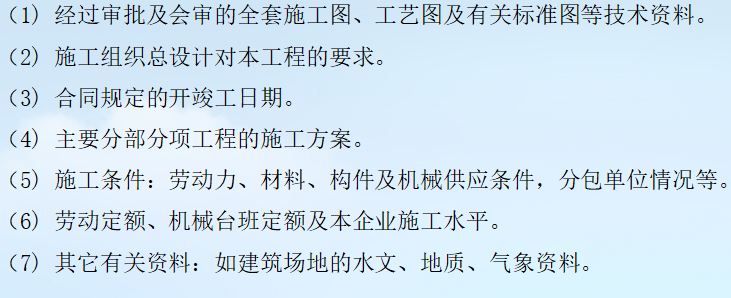 （1）经过审批及会审的全套施工图、工艺图及有关标准图等技术资料。
（2）施工组织总设计对本工程的要求。
（3）合同规定的开竣工日期。
（4）主要分部分项工程的施工方案。
（5）施工条件：劳动力、材料、构件及机械供应条件，分包单位情况等。
（6）劳动定额、机械台班定额及本企业施工水平。
（7）其它有关资料：如建筑场地的水文、地质、气象资料。